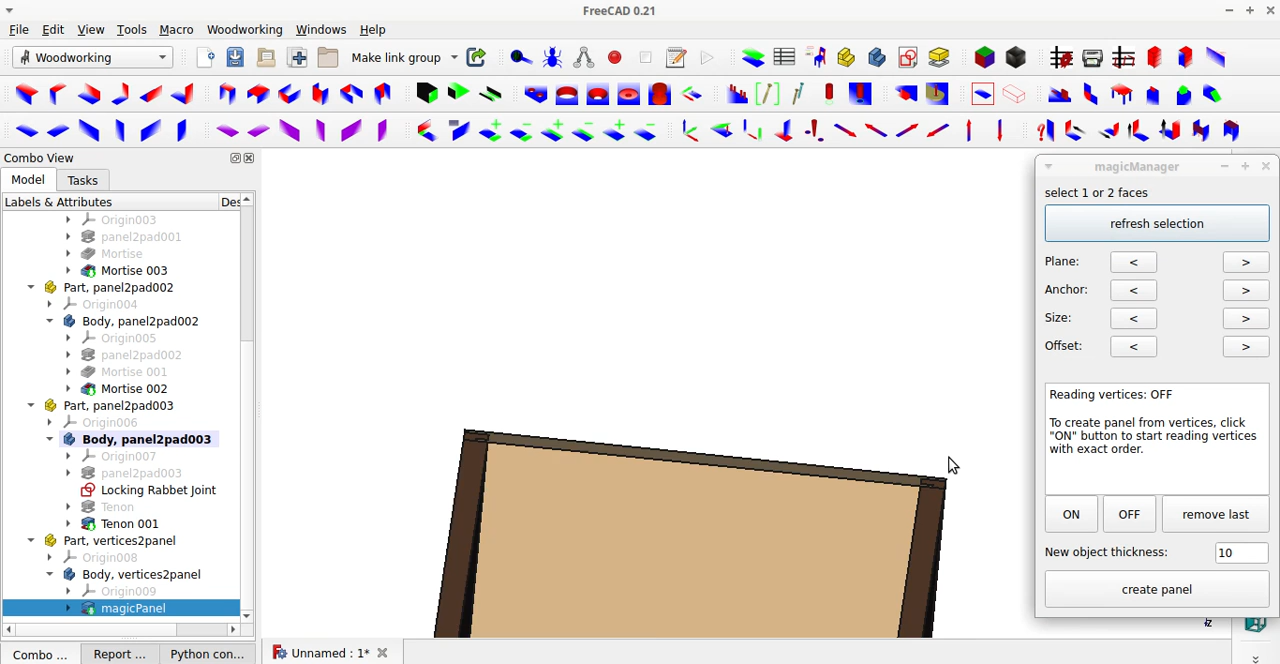 FreeCAD 0.21
File Edit View Tools Macro Woodworking Windows Help
Woodworking
Make link group
Combo View
Model Tasks
Labels & Attributes Des
Origin003
panel2pad001
Mortise
Mortise 003
Part, panel2pad002
Origin004
Body, panel2pad002
Origin005
panel2pad002
Mortise 001
Mortise 002
Part, panel2pad003
Origin006
Body, panel2pad003
Origin007
panel2pad003
Locking Rabbet Joint
Tenon
Tenon 001
Part, vertices2panel
Origin008
Body, vertices2panel
Origin009
magicPanel
Combo ... Report ... Python con...
Unnamed : 1*
magicManager
select 1 or 2 faces
refresh selection
Plane: < >
Anchor: < >
Size: < >
Offset: < >
Reading vertices: OFF
To create panel from vertices, click
"ON" button to start reading vertices
with exact order.
ON OFF remove last
New object thickness: 10
create panel